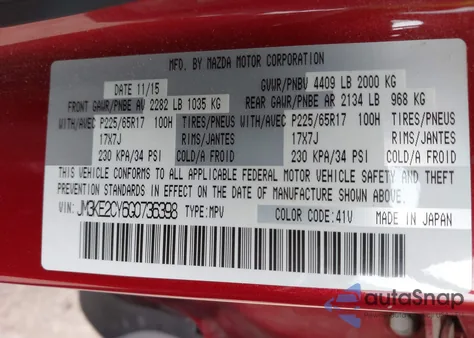 MFD. BY MAZDA MOTOR CORPORATION
DATE 11/15 GVWR/PNBV 4409 LB 2000 KG
FRONT GAWR/PNBE AV 2282 LB 1035 KG REAR GAWR/PNBE AR 2134 LB 968 KG
WITH/AVEC P225/65R17 100H TIRES/PNEUS WITH/AVEC P225/65R17 100H TIRES/PNEUS
17X7J RIMS/JANTES 17X7J RIMS/JANTES
230 KPA/34 PSI COLD/A FROID 230 KPA/34 PSI COLD/A FROID
THIS VEHICLE CONFORMS TO ALL APPLICABLE FEDERAL MOTOR VEHICLE SAFETY AND THEFT
PREVENTION STANDARDS IN EFFECT ON THE DATE OF MANUFACTURE SHOWN ABOVE.
VIN: JM3KE2CY6G0736398 TYPE:MPV COLOR CODE:41V MADE IN JAPAN
autoSnap